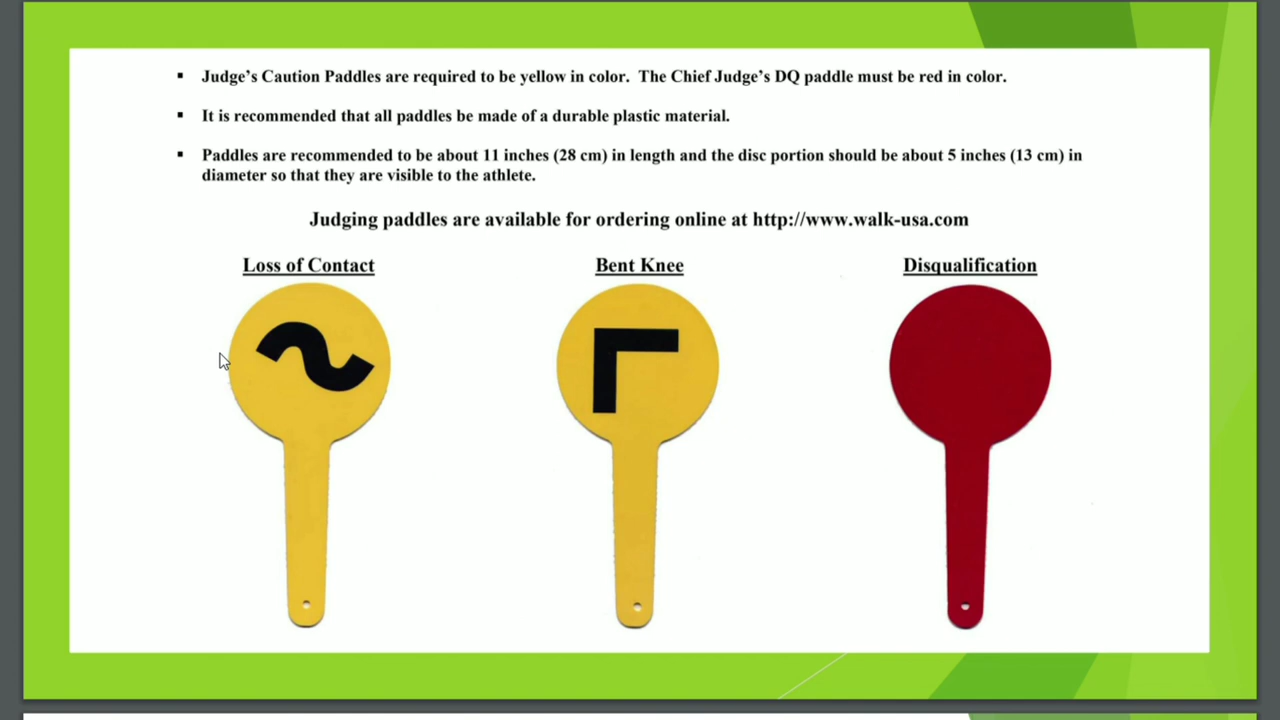 ▪ Judge's Caution Paddles are required to be yellow in color.  The Chief Judge's DQ paddle must be red in color.
▪ It is recommended that all paddles be made of a durable plastic material.
▪ Paddles are recommended to be about 11 inches (28 cm) in length and the disc portion should be about 5 inches (13 cm) in
diameter so that they are visible to the athlete.
Judging paddles are available for ordering online at http://www.walk-usa.com
Loss of Contact
Bent Knee
Disqualification